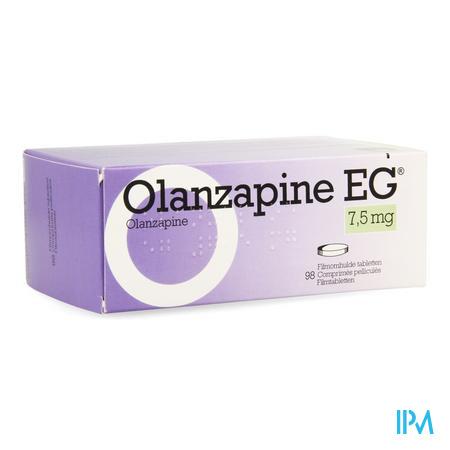 Olanzapine EG®
Olanzapine
7,5 mg
Filmomhulde tabletten
98 Comprimés pelliculés
Filmtabletten
IPM